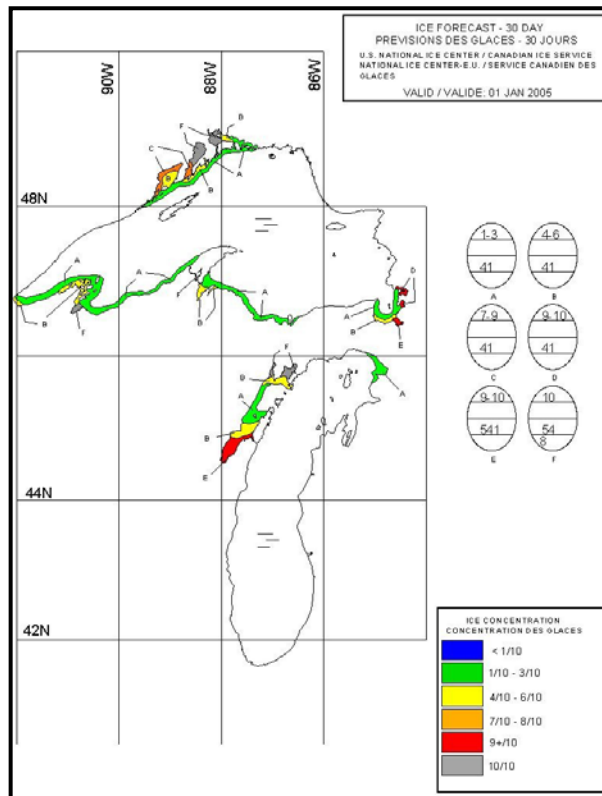 ICE FORECAST - 30 DAY
PREVISIONS DES GLACES - 30 JOURS
U.S. NATIONAL ICE CENTER / CANADIAN ICE SERVICE
NATIONAL ICE CENTER-E.U. / SERVICE CANADIEN DES
GLACES
VALID / VALIDE: 01 JAN 2005
90W
88W
86W
F
B
C
B
A
B
48N
A
A
A
B
F
F
B
A
A
B
D
E
F
A
B
E
A
44N
42N
1-3
41
A
4-6
41
B
7-9
41
C
9-10
41
D
9-10
541
E
10
54
8
F
ICE CONCENTRATION
CONCENTRATION DES GLACES
< 1/10
1/10 - 3/10
4/10 - 6/10
7/10 - 8/10
9+/10
10/10